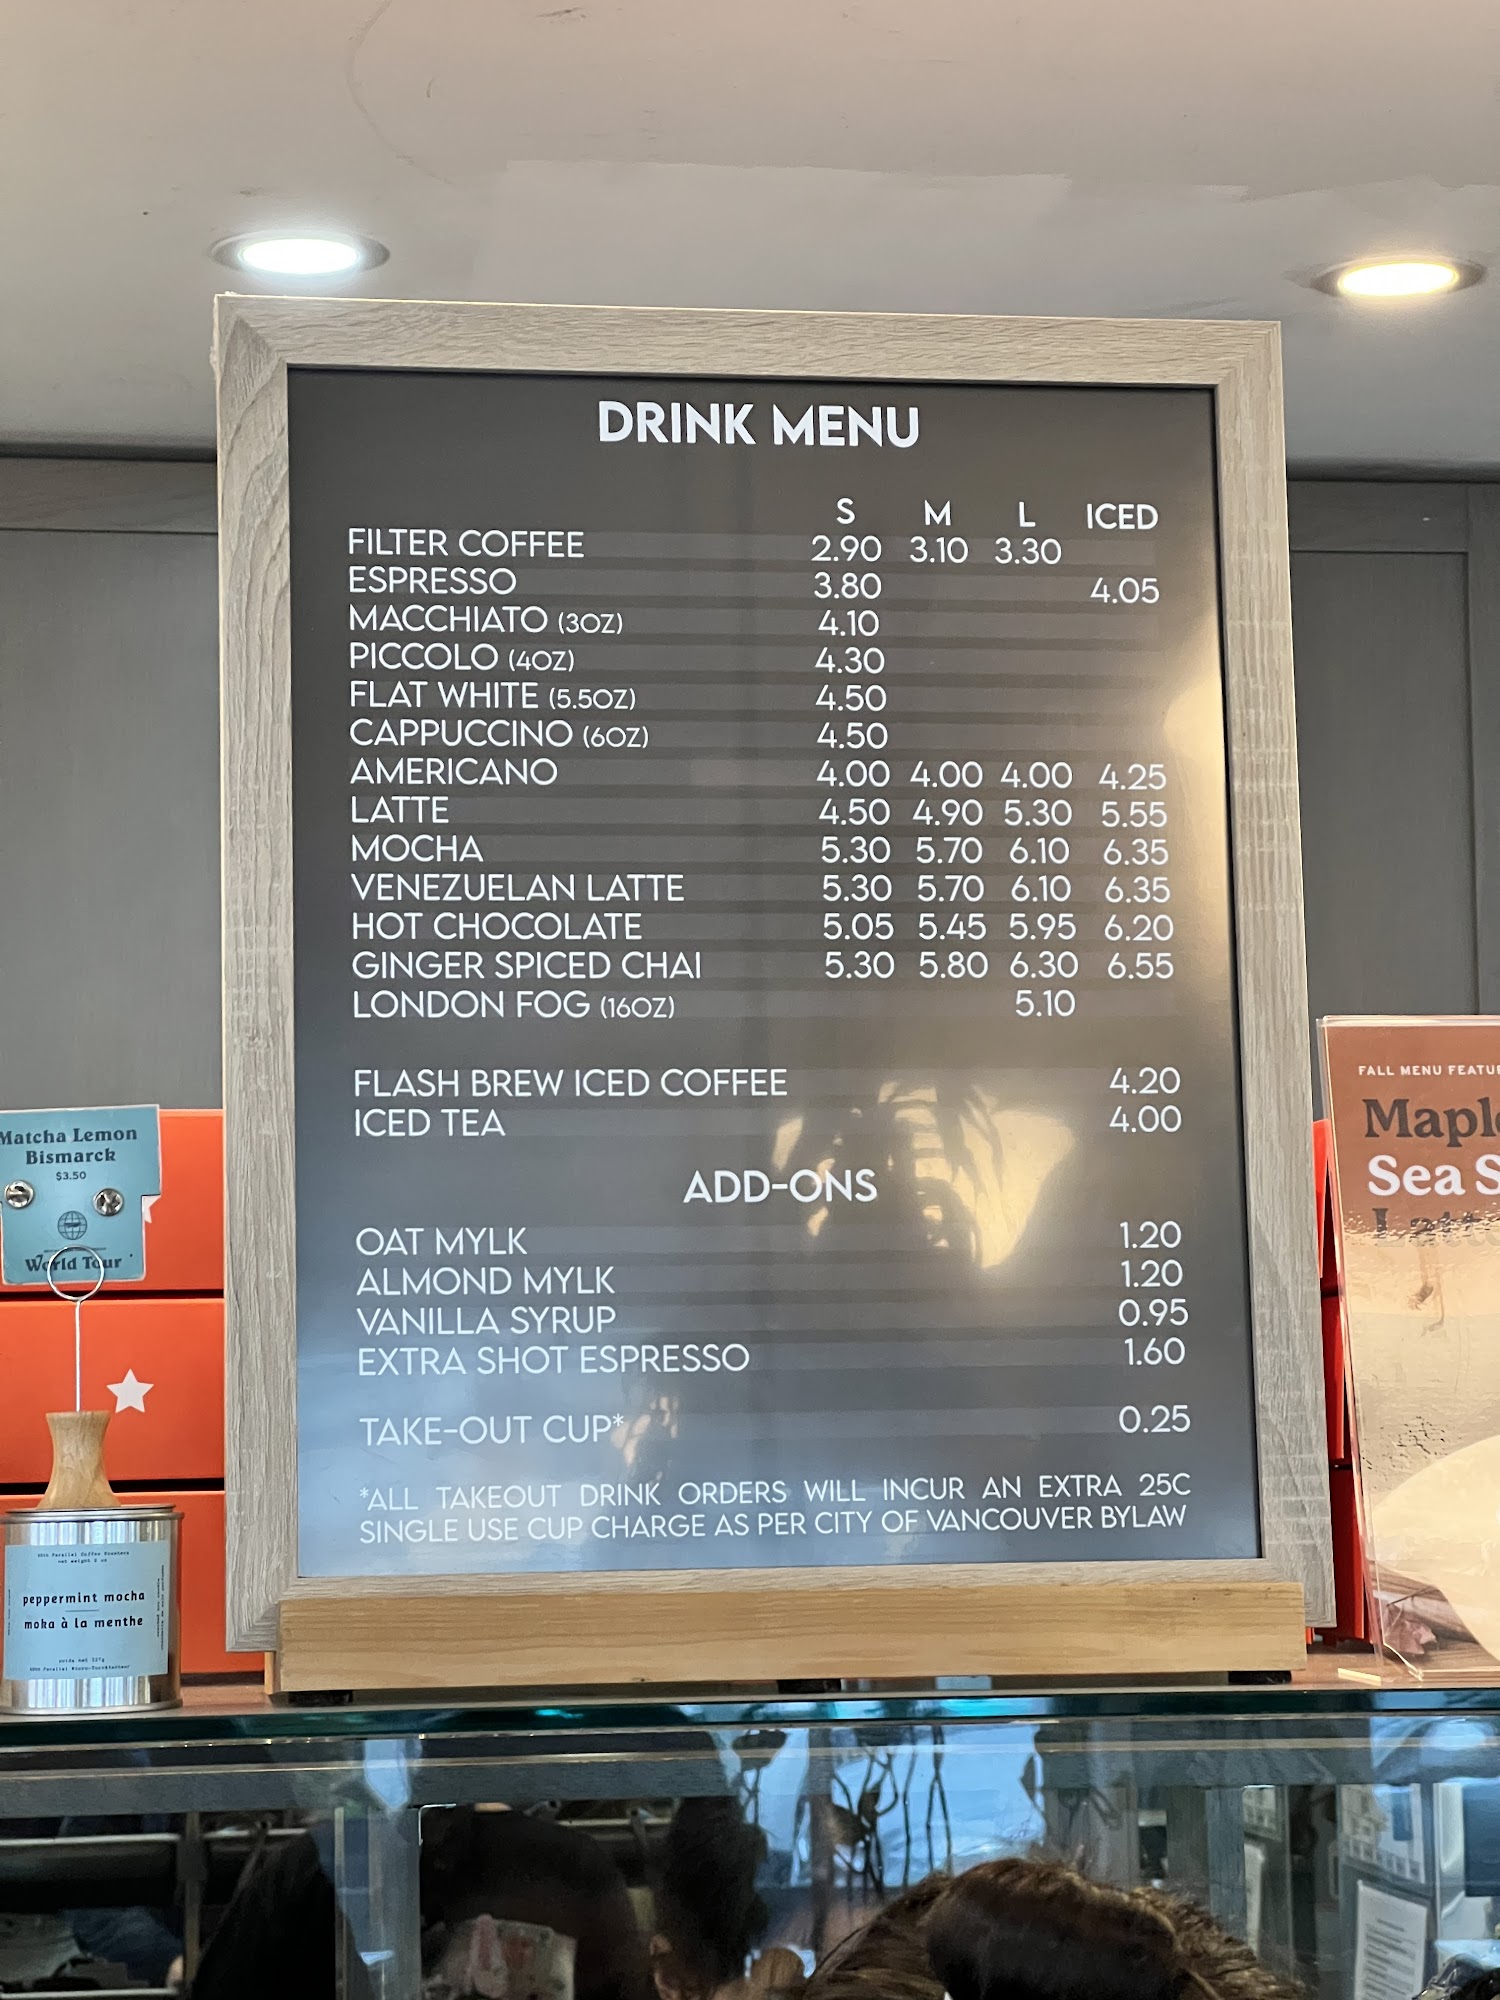 DRINK MENU
S M L ICED
FILTER COFFEE 2.90 3.10 3.30
ESPRESSO 3.80 4.05
MACCHIATO (3OZ) 4.10
PICCOLO (4OZ) 4.30
FLAT WHITE (5.5OZ) 4.50
CAPPUCCINO (6OZ) 4.50
AMERICANO 4.00 4.00 4.00 4.25
LATTE 4.50 4.90 5.30 5.55
MOCHA 5.30 5.70 6.10 6.35
VENEZUELAN LATTE 5.30 5.70 6.10 6.35
HOT CHOCOLATE 5.05 5.45 5.95 6.20
GINGER SPICED CHAI 5.30 5.80 6.30 6.55
LONDON FOG (16OZ) 5.10
FLASH BREW ICED COFFEE 4.20
ICED TEA 4.00
ADD-ONS
OAT MYLK 1.20
ALMOND MYLK 1.20
VANILLA SYRUP 0.95
EXTRA SHOT ESPRESSO 1.60
TAKE-OUT CUP* 0.25
*ALL TAKEOUT DRINK ORDERS WILL INCUR AN EXTRA 25C
SINGLE USE CUP CHARGE AS PER CITY OF VANCOUVER BYLAW
Matcha Lemon
Bismarck
$3.50
World Tour
peppermint mocha
moka à la menthe
FALL MENU FEATU
Mapl
Sea S
Latte